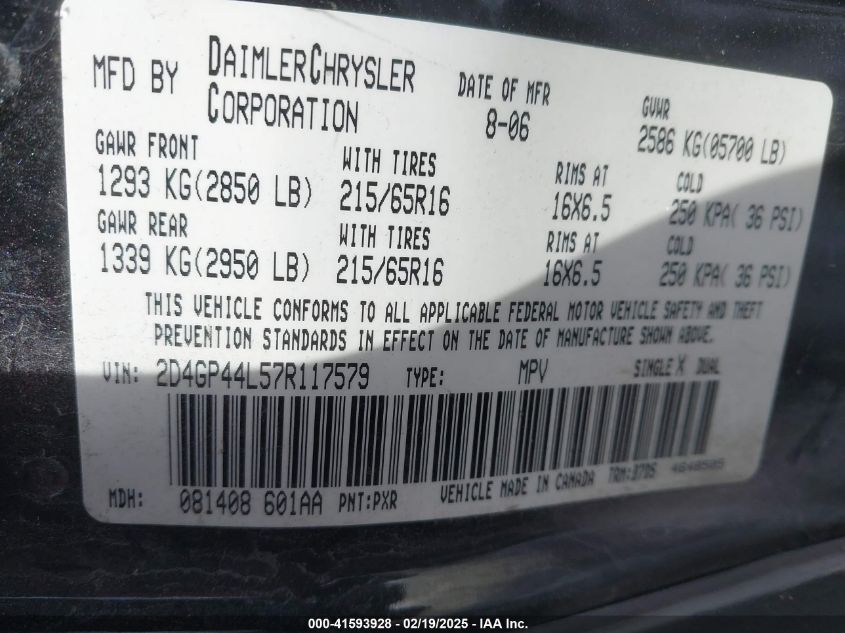 MFD BY DAIMLERCHRYSLER CORPORATION
DATE OF MFR 8-06
GVWR 2586 KG(05700 LB)
GAWR FRONT WITH TIRES RIMS AT COLD
1293 KG(2850 LB) 215/65R16 16X6.5 250 KPA( 36 PSI)
GAWR REAR WITH TIRES RIMS AT COLD
1339 KG(2950 LB) 215/65R16 16X6.5 250 KPA( 36 PSI)
THIS VEHICLE CONFORMS TO ALL APPLICABLE FEDERAL MOTOR VEHICLE SAFETY AND THEFT
PREVENTION STANDARDS IN EFFECT ON THE DATE OF MANUFACTURE SHOWN ABOVE.
VIN: 2D4GP44L57R117579 TYPE: MPV SINGLE X DUAL
MDH: 081408 601AA PNT:PXR VEHICLE MADE IN CANADA TRM:37D5 4648505
000-41593928 - 02/19/2025 - IAA Inc.